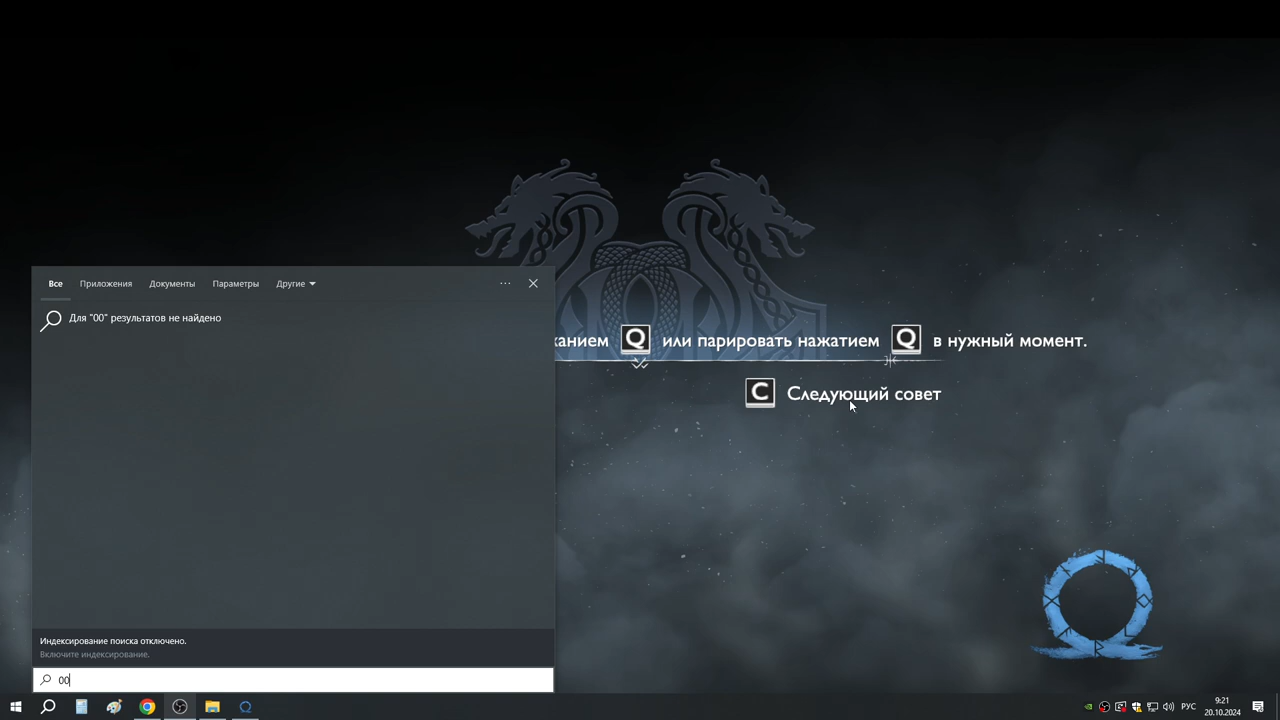 Все Приложения Документы Параметры Другие
Для "00" результатов не найдено
канием Q или парировать нажатием Q в нужный момент.
C Следующий совет
Индексирование поиска отключено.
Включите индексирование.
00
РУС
9:21
20.10.2024